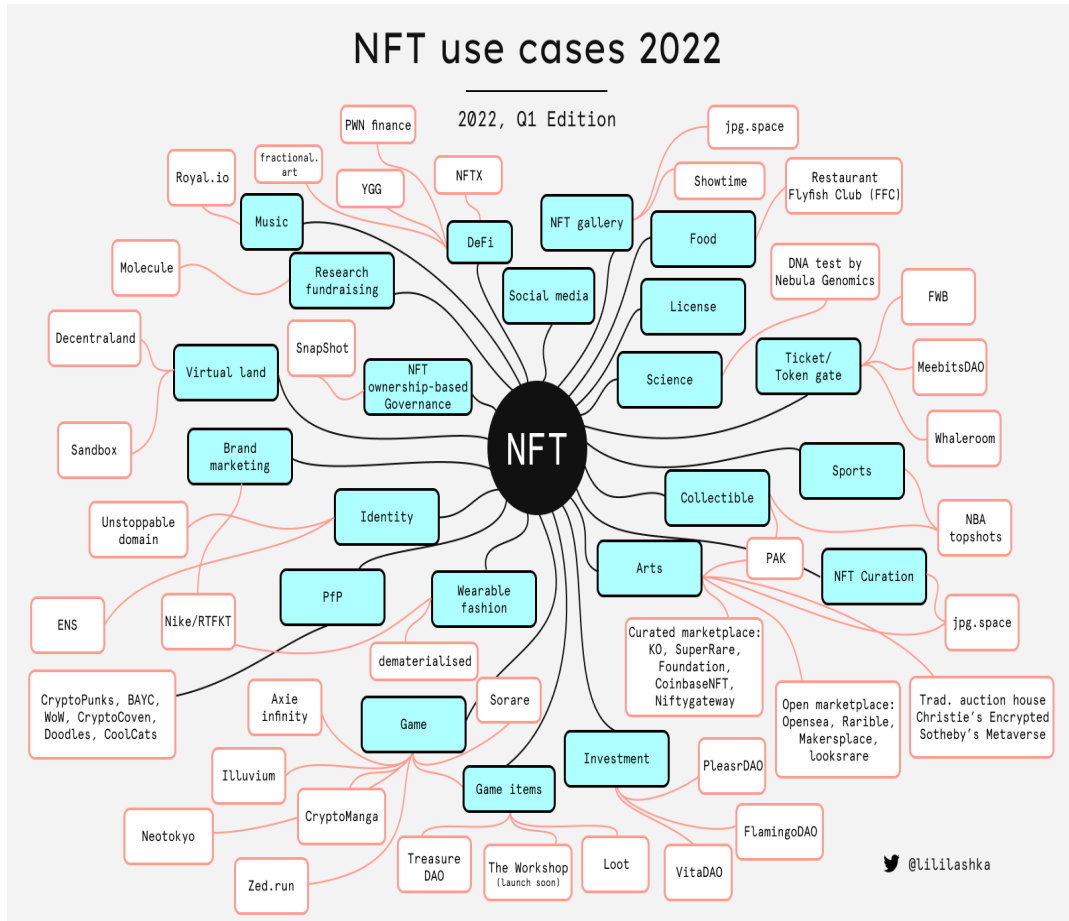 NFT use cases 2022
2022, Q1 Edition
PWN finance
jpg.space
fractional.
art
Royal.io
YGG
NFTX
Showtime
Restaurant
Flyfish Club (FFC)
Music
DeFi
NFT gallery
Food
Molecule
Research
fundraising
Social media
License
DNA test by
Nebula Genomics
FWB
Decentraland
SnapShot
Virtual land
NFT
ownership-based
Governance
Science
Ticket/
Token gate
MeebitsDAO
Sandbox
Brand
marketing
NFT
Whaleroom
Sports
Collectible
Unstoppable
domain
Identity
NBA
topshots
PAK
Arts
NFT Curation
PfP
Wearable
fashion
ENS
Nike/RTFKT
jpg.space
dematerialised
Curated marketplace:
KO, SuperRare,
Foundation,
CoinbaseNFT,
Niftygateway
CryptoPunks, BAYC,
WoW, CryptoCoven,
Doodles, CoolCats
Axie
infinity
Sorare
Open marketplace:
Opensea, Rarible,
Makersplace,
looksrare
Trad. auction house
Christie's Encrypted
Sotheby's Metaverse
Game
Investment
PleasrDAO
Illuvium
Game items
CryptoManga
Neotokyo
FlamingoDAO
Treasure
DAO
The Workshop
(launch soon)
Loot
VitaDAO
Zed.run
@lililashka